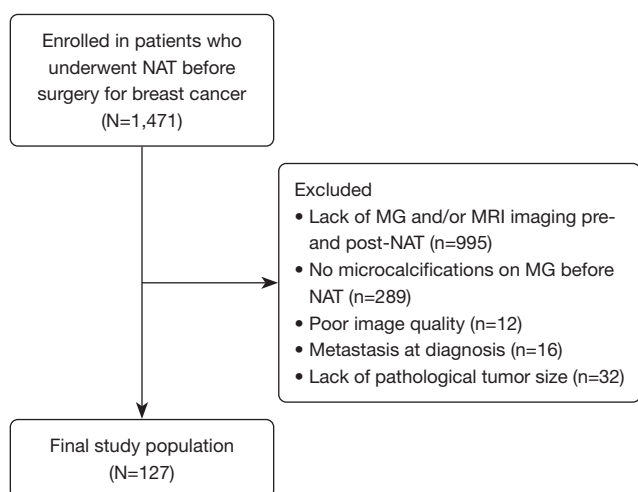 Enrolled in patients who
underwent NAT before
surgery for breast cancer
(N=1,471)
Excluded
• Lack of MG and/or MRI imaging pre-
and post-NAT (n=995)
• No microcalcifications on MG before
NAT (n=289)
• Poor image quality (n=12)
• Metastasis at diagnosis (n=16)
• Lack of pathological tumor size (n=32)
Final study population
(N=127)